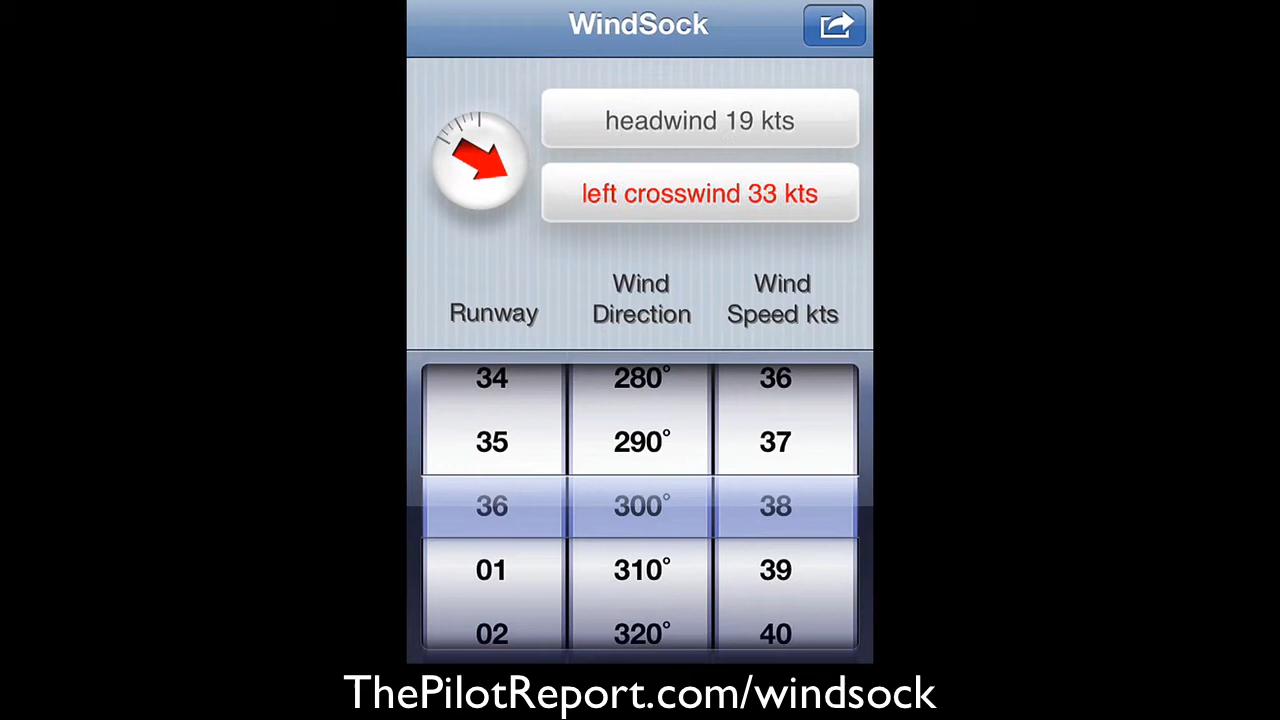 WindSock
headwind 19 kts
left crosswind 33 kts
Runway
Wind
Direction
Wind
Speed kts
34 280° 36
35 290° 37
36 300° 38
01 310° 39
02 320° 40
ThePilotReport.com/windsock